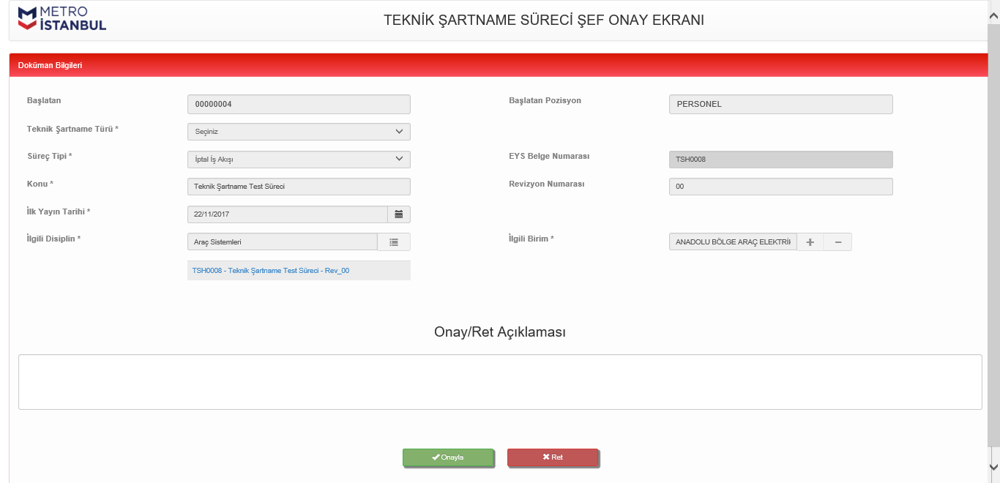 METRO
İSTANBUL
TEKNİK ŞARTNAME SÜRECİ ŞEF ONAY EKRANI
Doküman Bilgileri
Başlatan 00000004 Başlatan Pozisyon PERSONEL
Teknik Şartname Türü * Seçiniz
Süreç Tipi * İptal İş Akışı EYS Belge Numarası TSH0008
Konu * Teknik Şartname Test Süreci Revizyon Numarası 00
İlk Yayın Tarihi * 22/11/2017
İlgili Disiplin * Araç Sistemleri İlgili Birim * ANADOLU BÖLGE ARAÇ ELEKTRİK
TSH0008 - Teknik Şartname Test Süreci - Rev_00
Onay/Ret Açıklaması
Onayla Ret